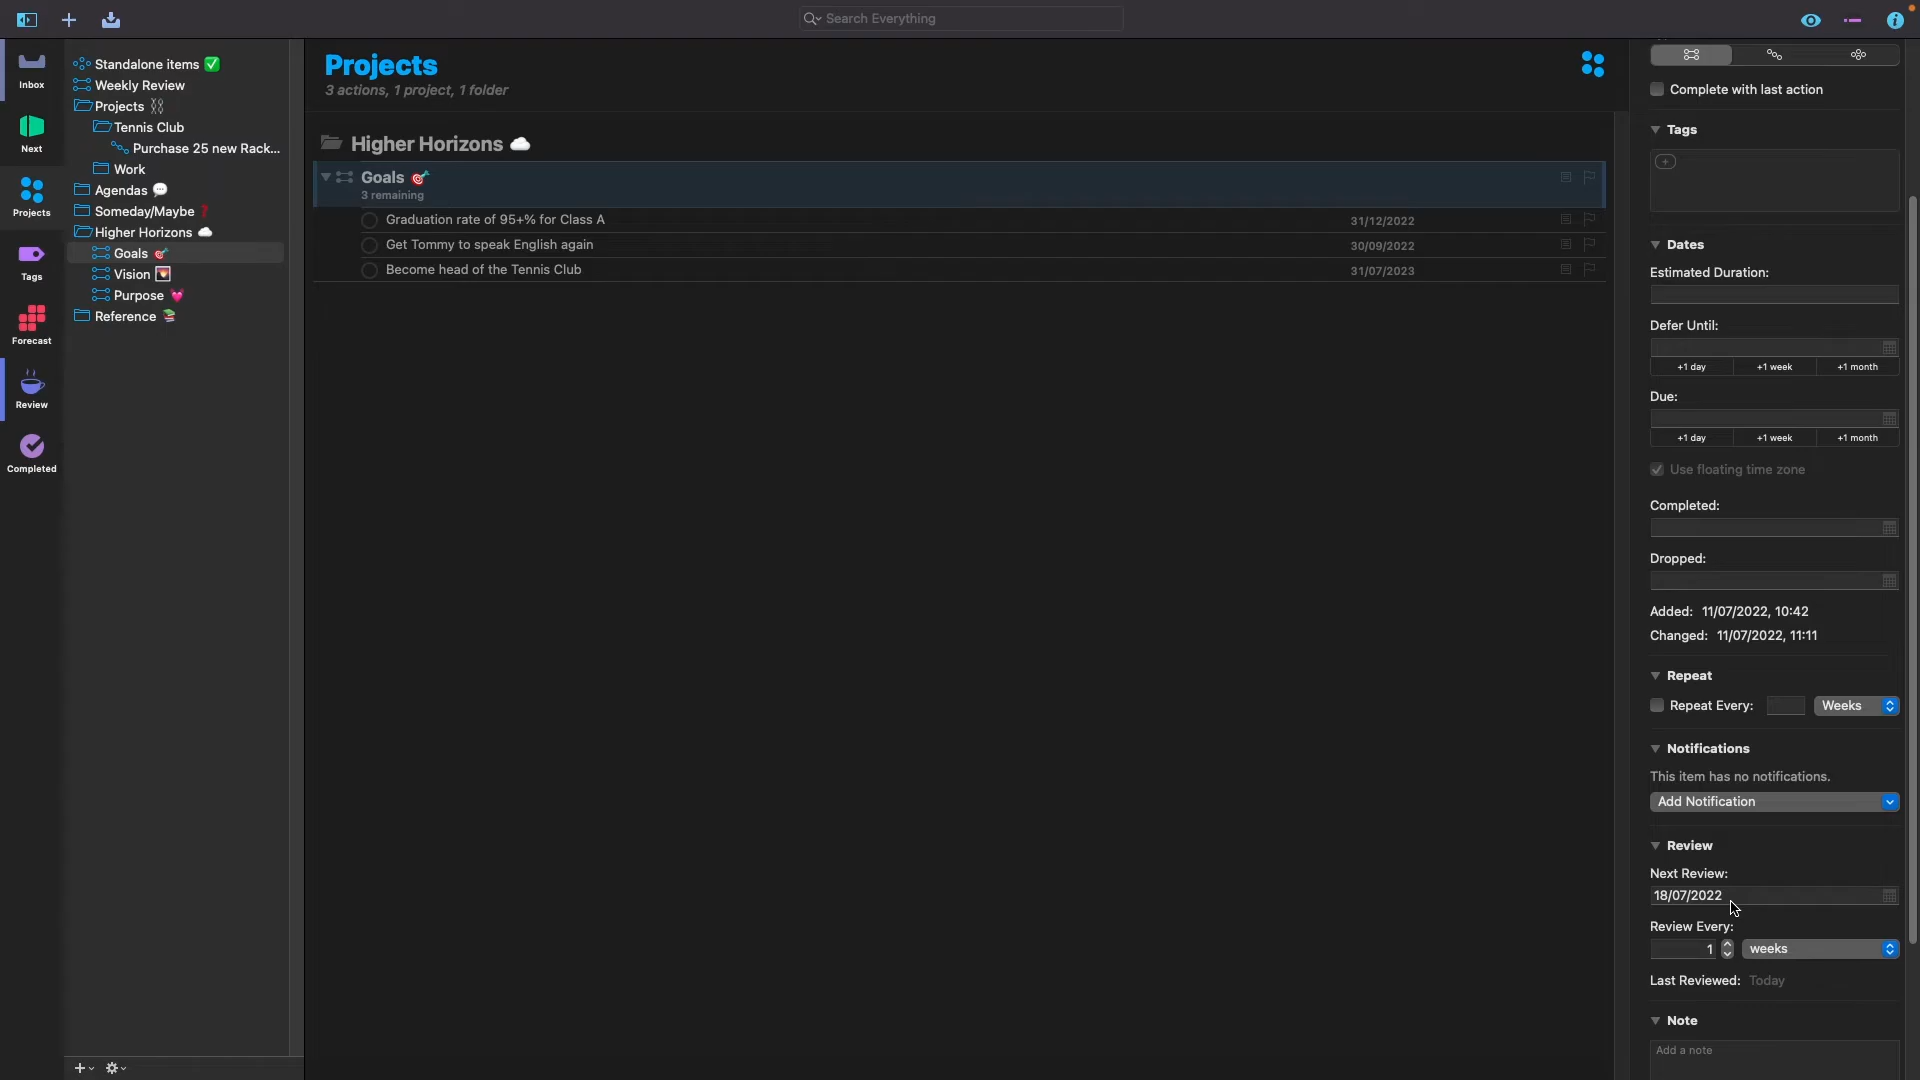 Search Everything
Inbox
Next
Projects
Tags
Forecast
Review
Completed
Standalone items ✅
Weekly Review
Projects ⛓
Tennis Club
Purchase 25 new Rack...
Work
Agendas 💬
Someday/Maybe ❓
Higher Horizons ☁️
Goals 🎯
Vision 🌄
Purpose 💓
Reference 📚
Projects
3 actions, 1 project, 1 folder
Higher Horizons ☁️
Goals 🎯
3 remaining
Graduation rate of 95+% for Class A 31/12/2022
Get Tommy to speak English again 30/09/2022
Become head of the Tennis Club 31/07/2023
Complete with last action
Tags
Dates
Estimated Duration:
Defer Until:
+1 day +1 week +1 month
Due:
+1 day +1 week +1 month
Use floating time zone
Completed:
Dropped:
Added: 11/07/2022, 10:42
Changed: 11/07/2022, 11:11
Repeat
Repeat Every: Weeks
Notifications
This item has no notifications.
Add Notification
Review
Next Review:
18/07/2022
Review Every:
1 weeks
Last Reviewed: Today
Note
Add a note